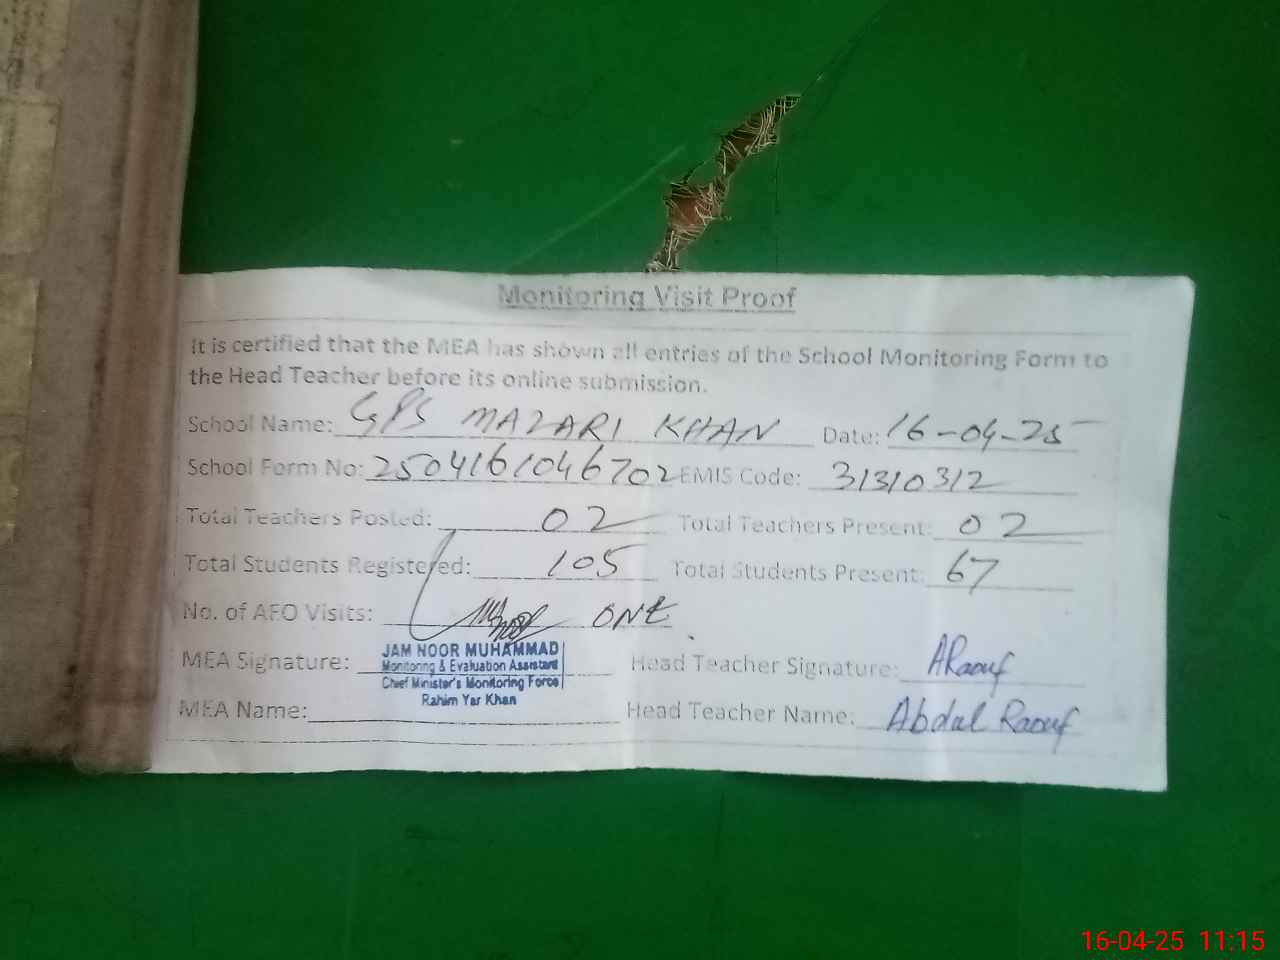 Monitoring Visit Proof
It is certified that the MEA has shown all entries of the School Monitoring Form to
the Head Teacher before its online submission.
School Name: GPS MAZARI KHAN Date: 16-04-25
School Form No: 2504161046702 EMIS Code: 31310312
Total Teachers Posted: 02 Total Teachers Present: 02
Total Students Registered: 105 Total Students Present: 67
No. of AEO Visits: ONE
MEA Signature: Head Teacher Signature: ARaouf
JAM NOOR MUHAMMAD
Monitoring & Evaluation Assistant
Chief Minister's Monitoring Force
Rahim Yar Khan
MEA Name: Head Teacher Name: Abdul Raouf
16-04-25 11:15